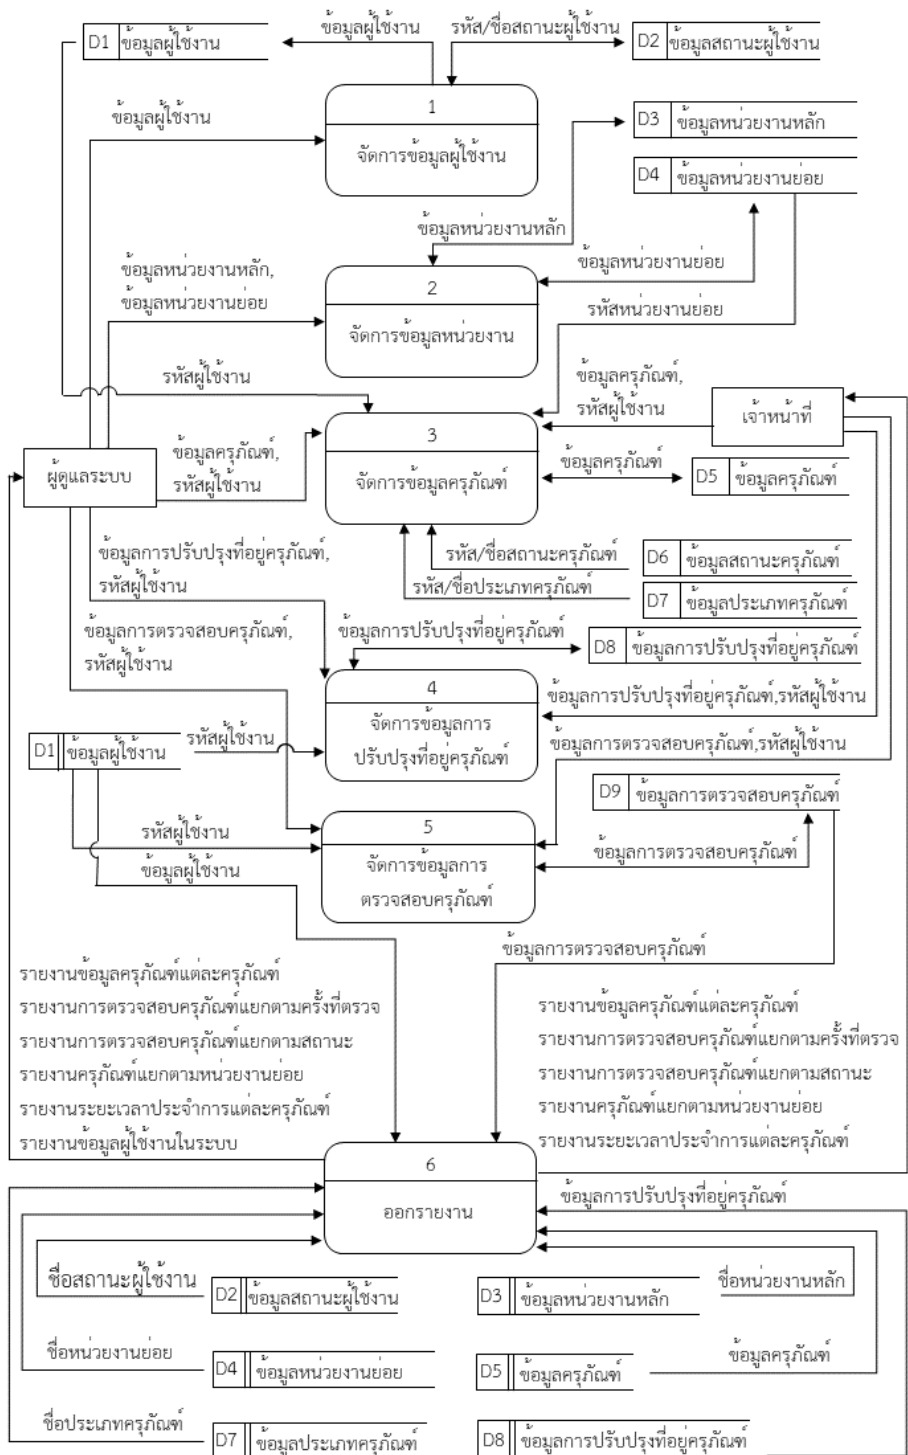 ข้อมูลผู้ใช้งาน
รหัส/ชื่อสถานะผู้ใช้งาน
D1 ข้อมูลผู้ใช้งาน
D2 ข้อมูลสถานะผู้ใช้งาน
1
จัดการข้อมูลผู้ใช้งาน
ข้อมูลผู้ใช้งาน
D3 ข้อมูลหน่วยงานหลัก
D4 ข้อมูลหน่วยงานย่อย
ข้อมูลหน่วยงานหลัก
ข้อมูลหน่วยงานหลัก,
ข้อมูลหน่วยงานย่อย
ข้อมูลหน่วยงานย่อย
2
จัดการข้อมูลหน่วยงาน
รหัสหน่วยงานย่อย
รหัสผู้ใช้งาน
ข้อมูลครุภัณฑ์,
รหัสผู้ใช้งาน
เจ้าหน้าที่
3
จัดการข้อมูลครุภัณฑ์
ข้อมูลครุภัณฑ์,
รหัสผู้ใช้งาน
ผู้ดูแลระบบ
ข้อมูลครุภัณฑ์
D5 ข้อมูลครุภัณฑ์
ข้อมูลการปรับปรุงที่อยู่ครุภัณฑ์,
รหัสผู้ใช้งาน
รหัส/ชื่อสถานะครุภัณฑ์
D6 ข้อมูลสถานะครุภัณฑ์
รหัส/ชื่อประเภทครุภัณฑ์
D7 ข้อมูลประเภทครุภัณฑ์
ข้อมูลการตรวจสอบครุภัณฑ์,
รหัสผู้ใช้งาน
ข้อมูลการปรับปรุงที่อยู่ครุภัณฑ์
D8 ข้อมูลการปรับปรุงที่อยู่ครุภัณฑ์
4
จัดการข้อมูลการ
ปรับปรุงที่อยู่ครุภัณฑ์
ข้อมูลการปรับปรุงที่อยู่ครุภัณฑ์,รหัสผู้ใช้งาน
D1 ข้อมูลผู้ใช้งาน
รหัสผู้ใช้งาน
ข้อมูลการตรวจสอบครุภัณฑ์,รหัสผู้ใช้งาน
D9 ข้อมูลการตรวจสอบครุภัณฑ์
5
จัดการข้อมูลการ
ตรวจสอบครุภัณฑ์
รหัสผู้ใช้งาน
ข้อมูลผู้ใช้งาน
ข้อมูลการตรวจสอบครุภัณฑ์
ข้อมูลการตรวจสอบครุภัณฑ์
รายงานข้อมูลครุภัณฑ์แต่ละครุภัณฑ์
รายงานการตรวจสอบครุภัณฑ์แยกตามครั้งที่ตรวจ
รายงานการตรวจสอบครุภัณฑ์แยกตามสถานะ
รายงานครุภัณฑ์แยกตามหน่วยงานย่อย
รายงานระยะเวลาประจำการแต่ละครุภัณฑ์
รายงานข้อมูลผู้ใช้งานในระบบ
รายงานข้อมูลครุภัณฑ์แต่ละครุภัณฑ์
รายงานการตรวจสอบครุภัณฑ์แยกตามครั้งที่ตรวจ
รายงานการตรวจสอบครุภัณฑ์แยกตามสถานะ
รายงานครุภัณฑ์แยกตามหน่วยงานย่อย
รายงานระยะเวลาประจำการแต่ละครุภัณฑ์
6
ออกรายงาน
ข้อมูลการปรับปรุงที่อยู่ครุภัณฑ์
ชื่อสถานะผู้ใช้งาน
D2 ข้อมูลสถานะผู้ใช้งาน
D3 ข้อมูลหน่วยงานหลัก
ชื่อหน่วยงานหลัก
ชื่อหน่วยงานย่อย
D4 ข้อมูลหน่วยงานย่อย
D5 ข้อมูลครุภัณฑ์
ข้อมูลครุภัณฑ์
ชื่อประเภทครุภัณฑ์
D7 ข้อมูลประเภทครุภัณฑ์
D8 ข้อมูลการปรับปรุงที่อยู่ครุภัณฑ์